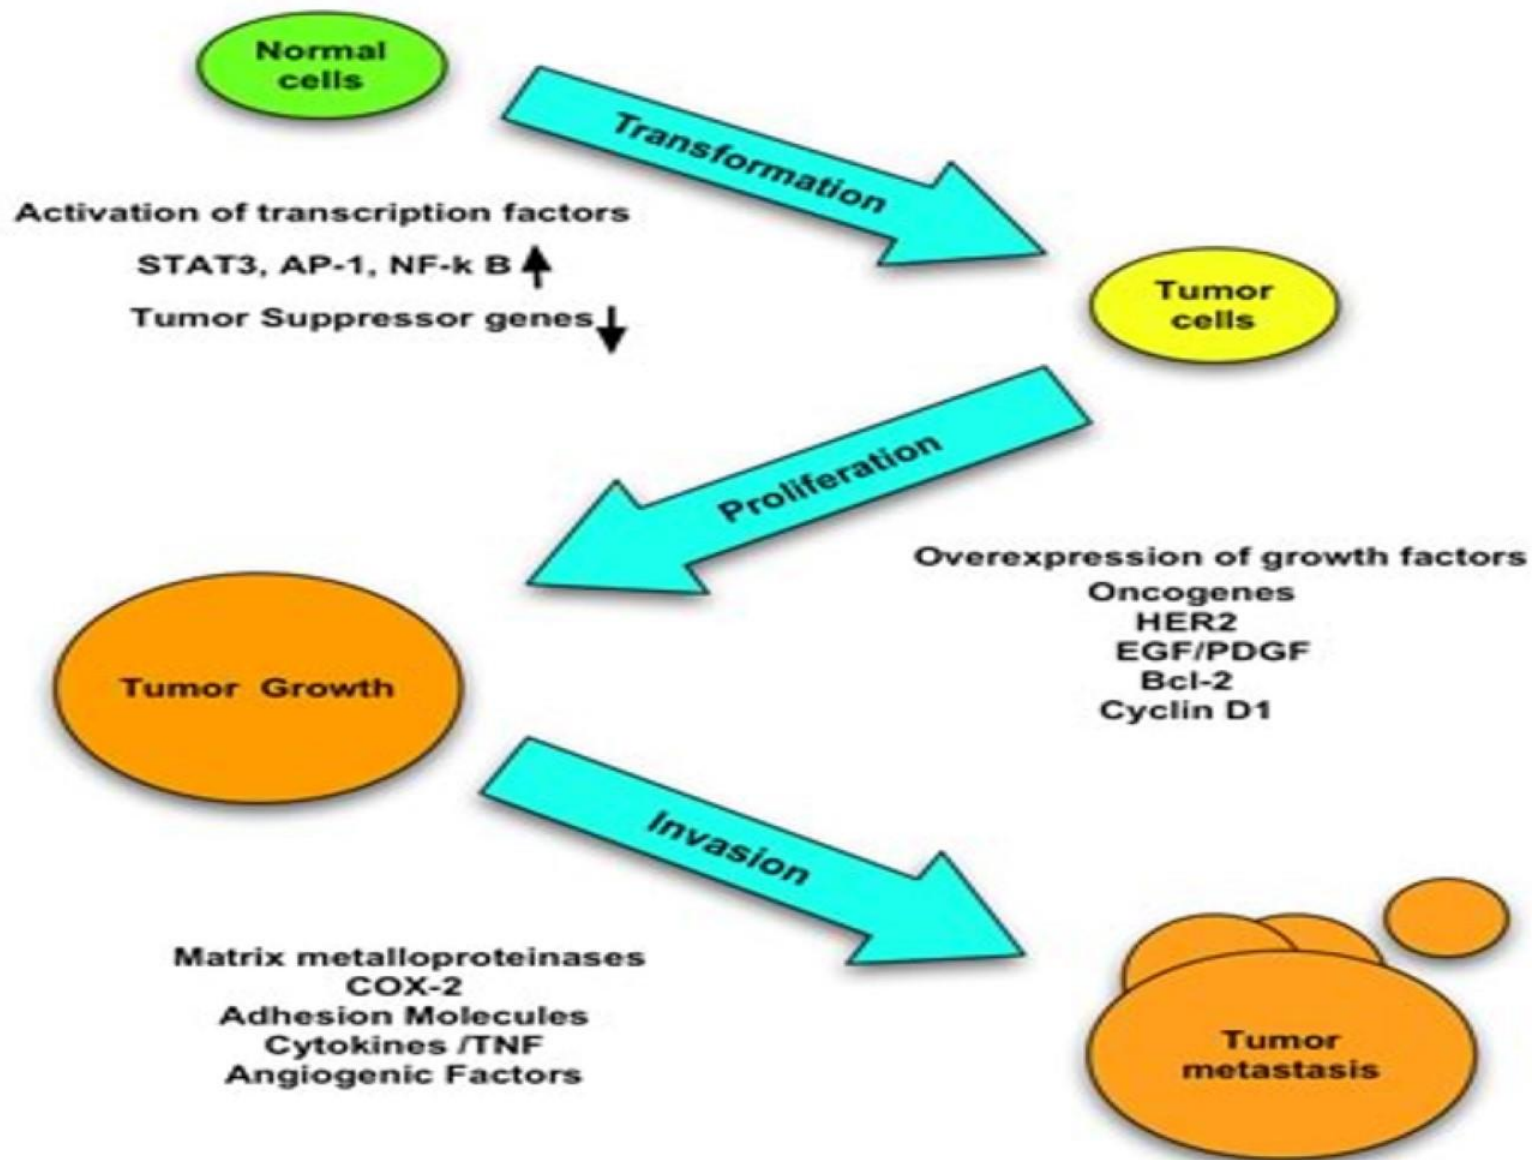 Normal
cells
Transformation
Activation of transcription factors
STAT3, AP-1, NF-k B
Tumor Suppressor genes
Tumor
cells
Proliferation
Overexpression of growth factors
Oncogenes
HER2
EGF/PDGF
Bcl-2
Cyclin D1
Tumor Growth
Invasion
Matrix metalloproteinases
COX-2
Adhesion Molecules
Cytokines /TNF
Angiogenic Factors
Tumor
metastasis